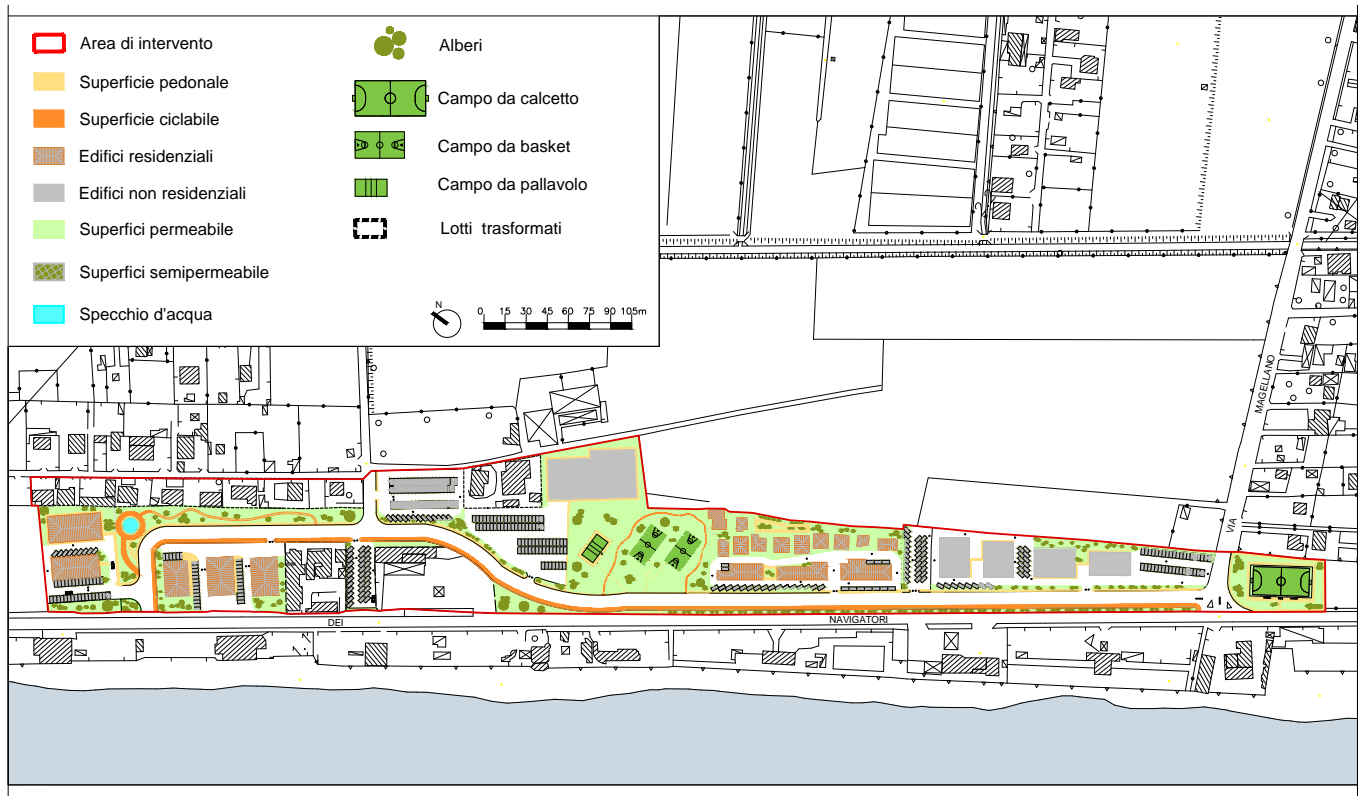 Area di intervento
Superficie pedonale
Superficie ciclabile
Edifici residenziali
Edifici non residenziali
Superfici permeabile
Superfici semipermeabile
Specchio d'acqua
Alberi
Campo da calcetto
Campo da basket
Campo da pallavolo
Lotti trasformati
N
0 15 30 45 60 75 90 105m
MAGELLANO
VIA
DEI
NAVIGATORI